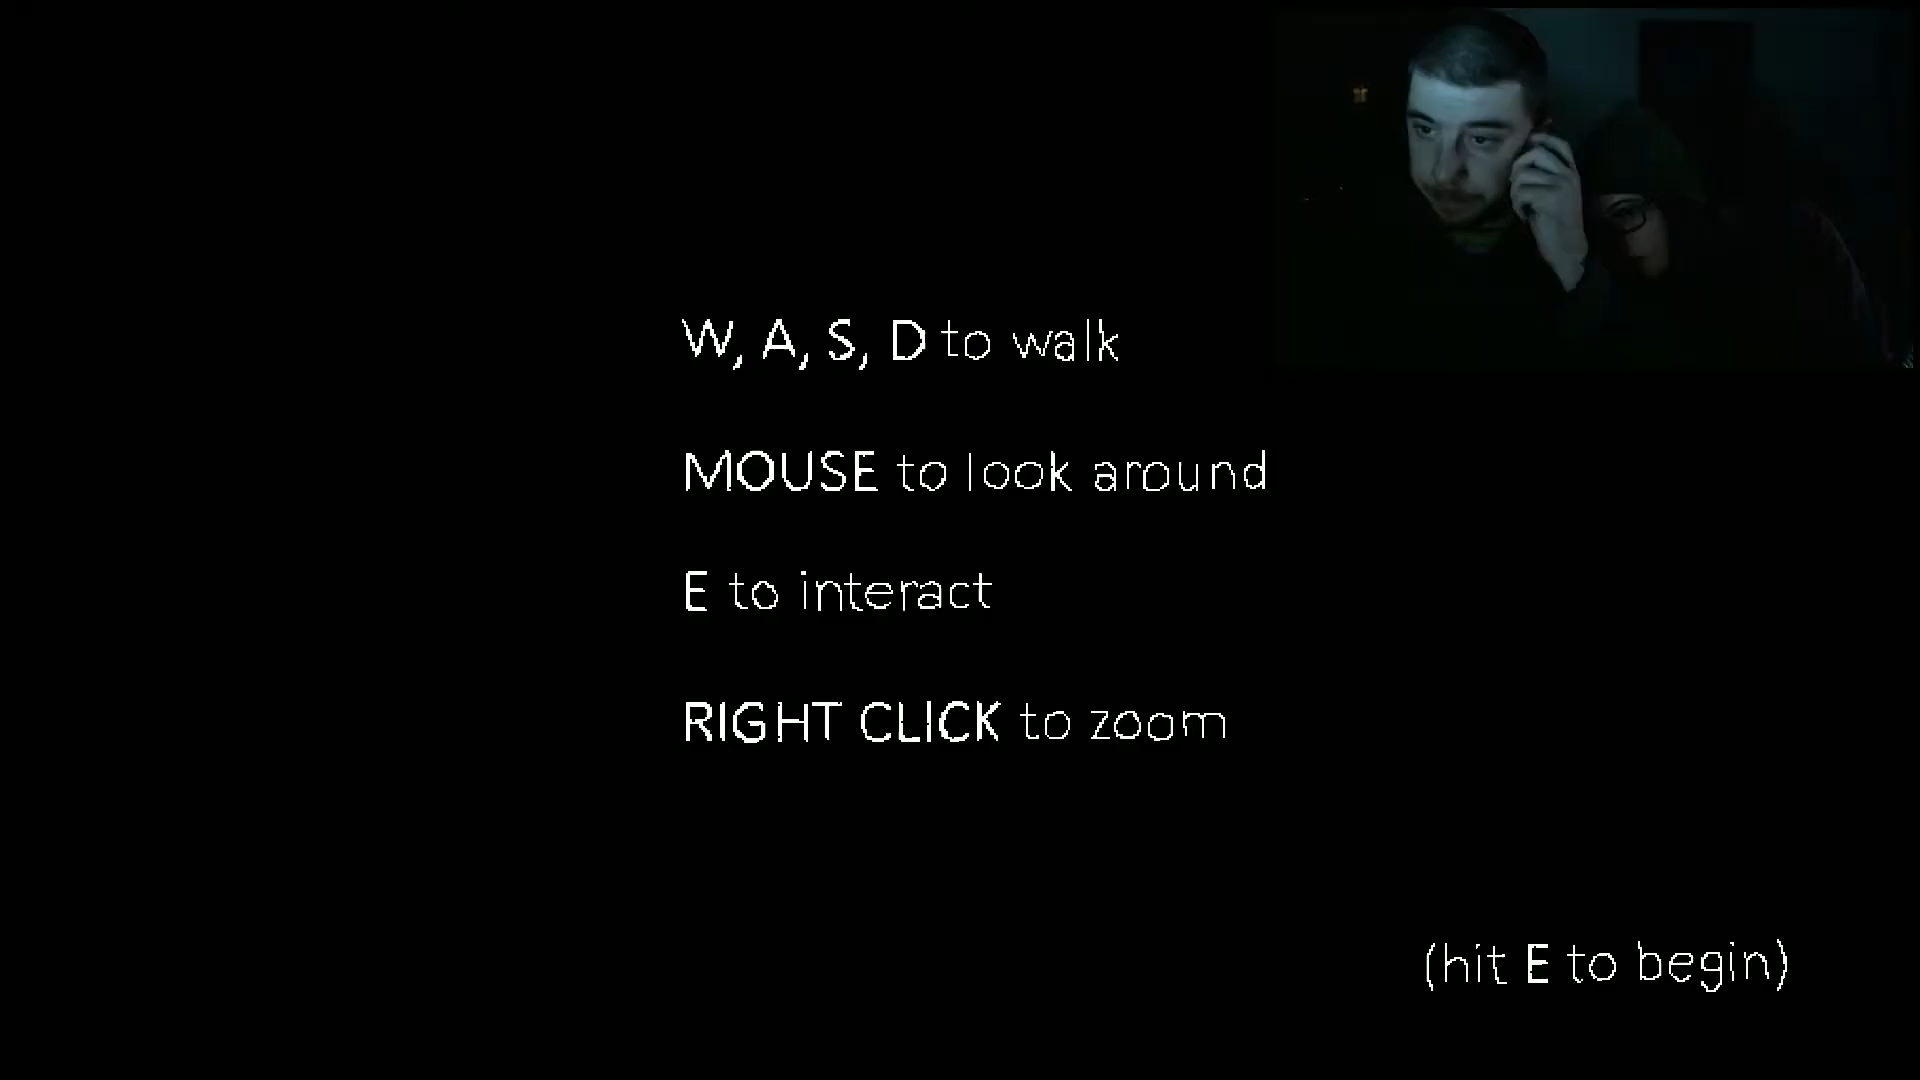 W, A, S, D to walk
MOUSE to look around
E to interact
RIGHT CLICK to zoom
(hit E to begin)